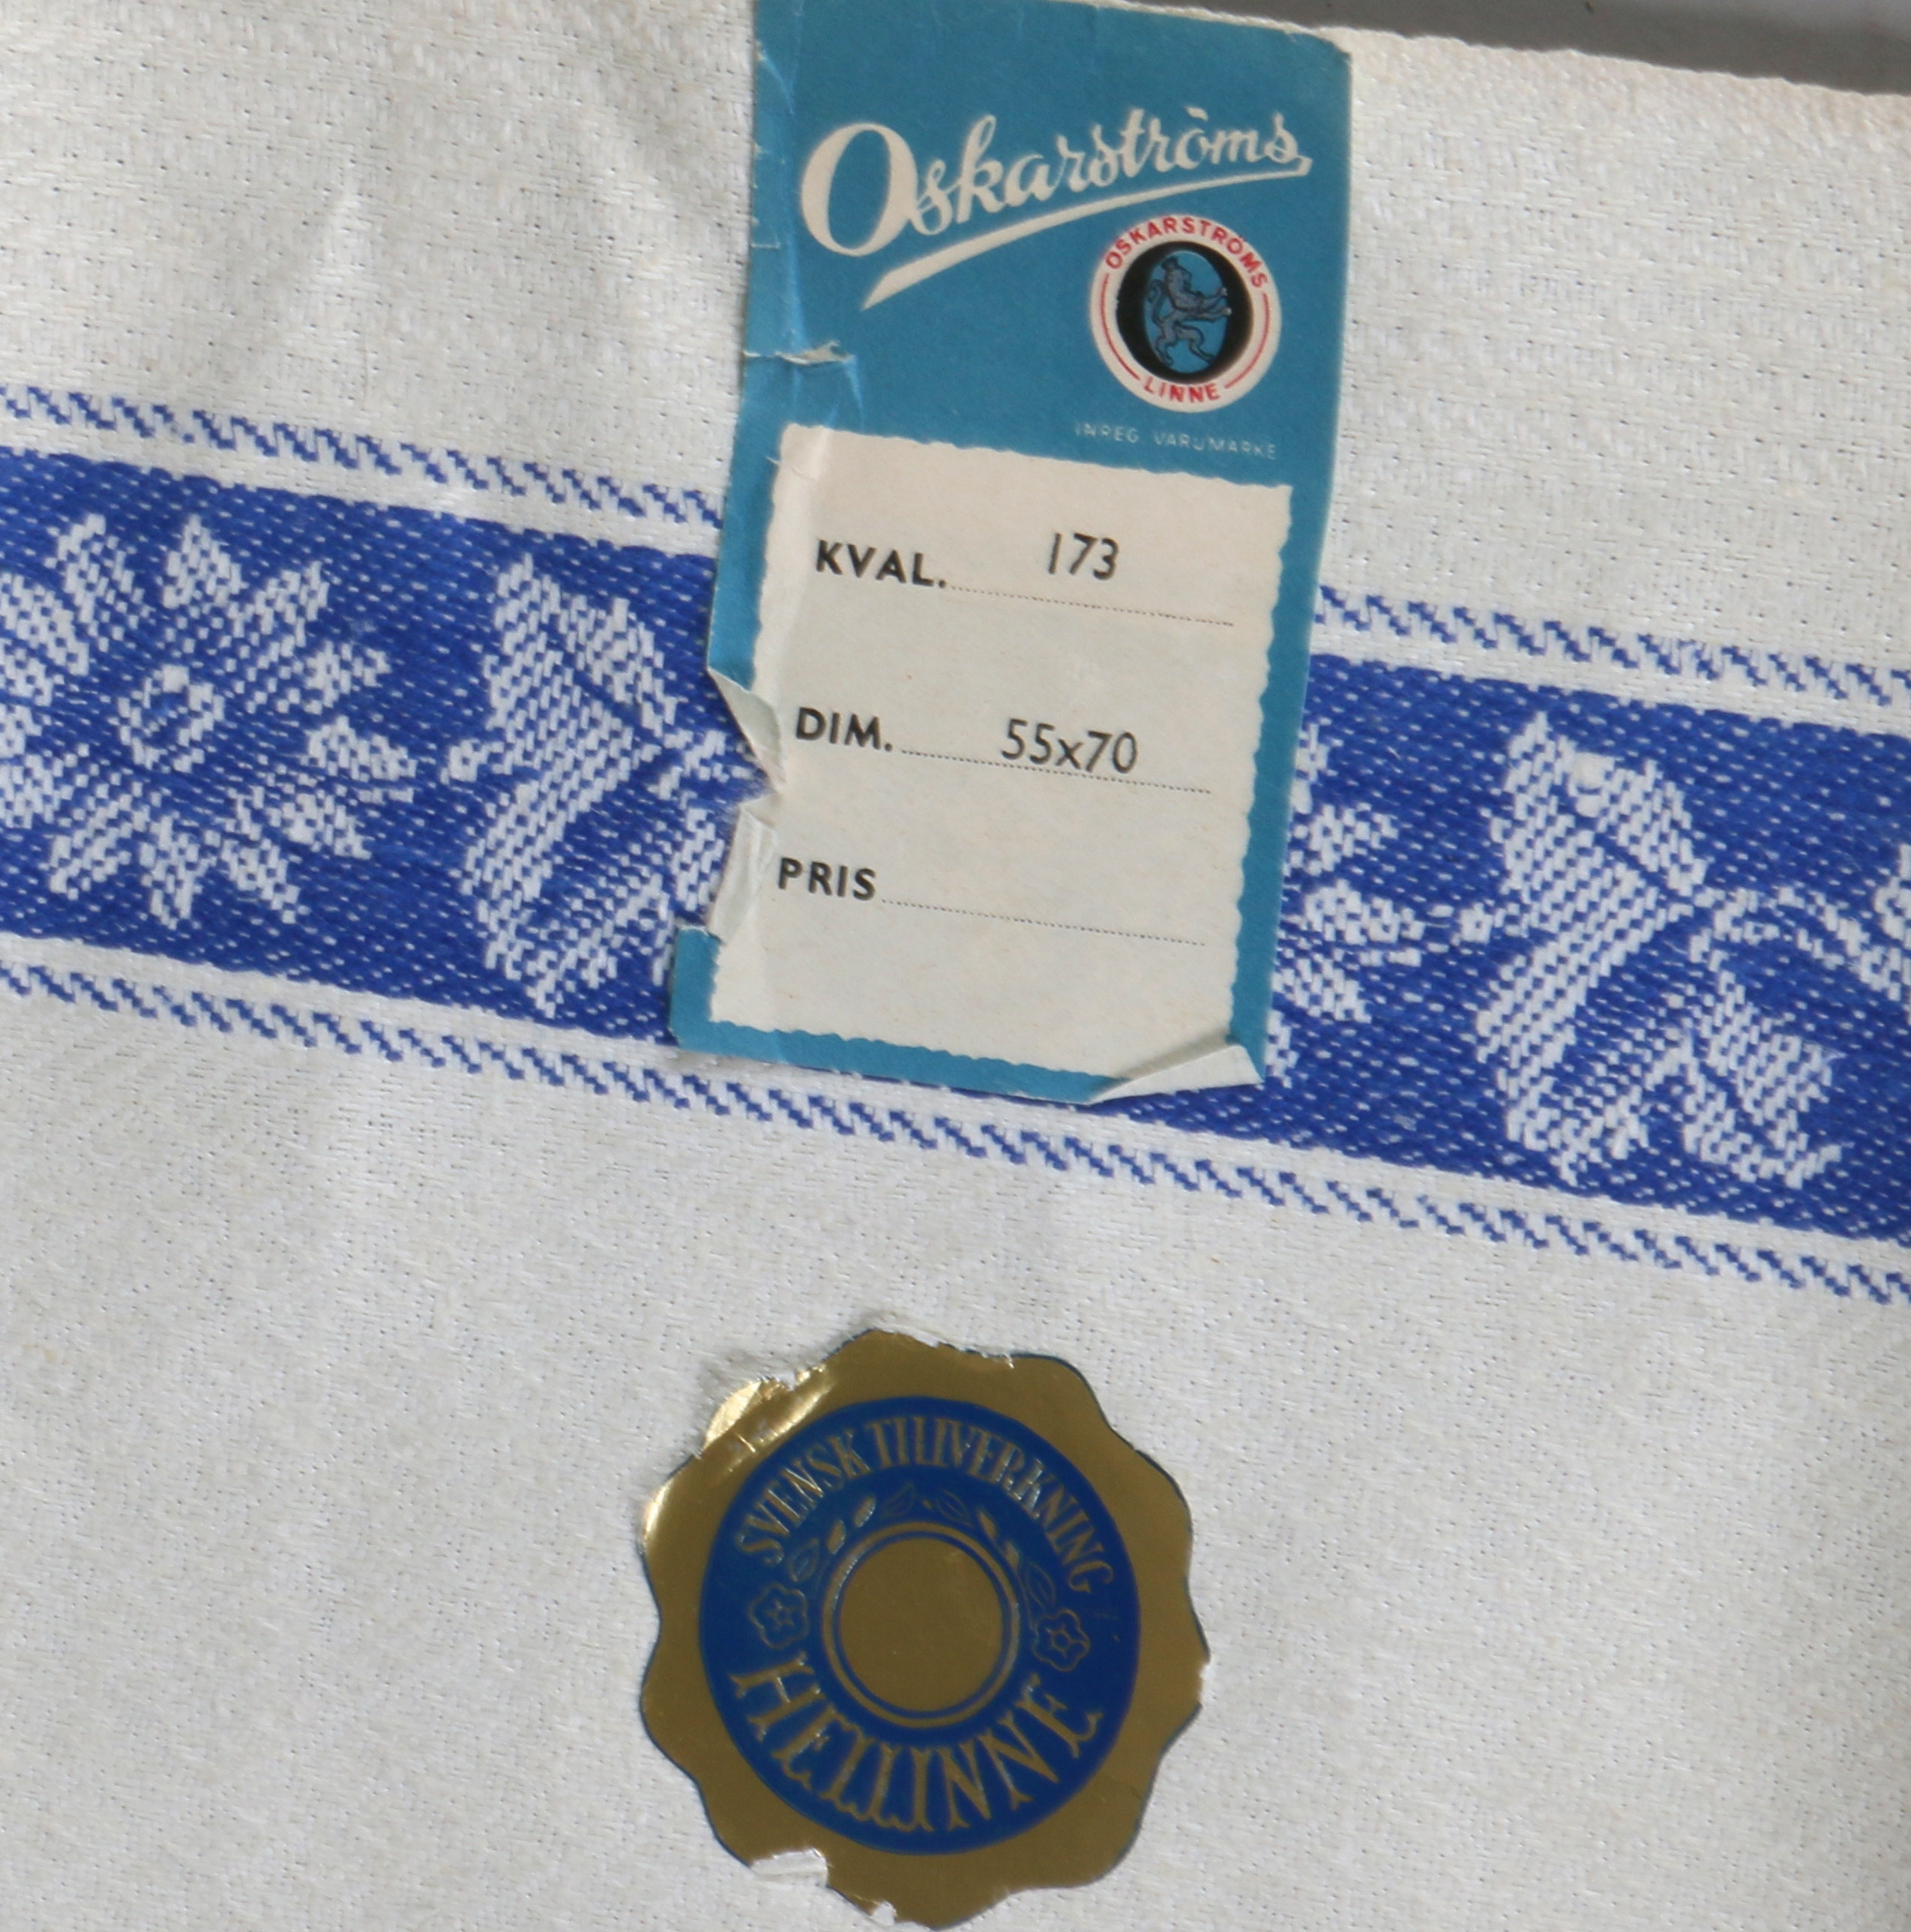 Oskarströms
OSKARSTRÖMS
LINNE
INREG VARUMÄRKE
KVAL. 173
DIM. 55x70
PRIS
SVENSK TILLVERKNING
HELLINNE